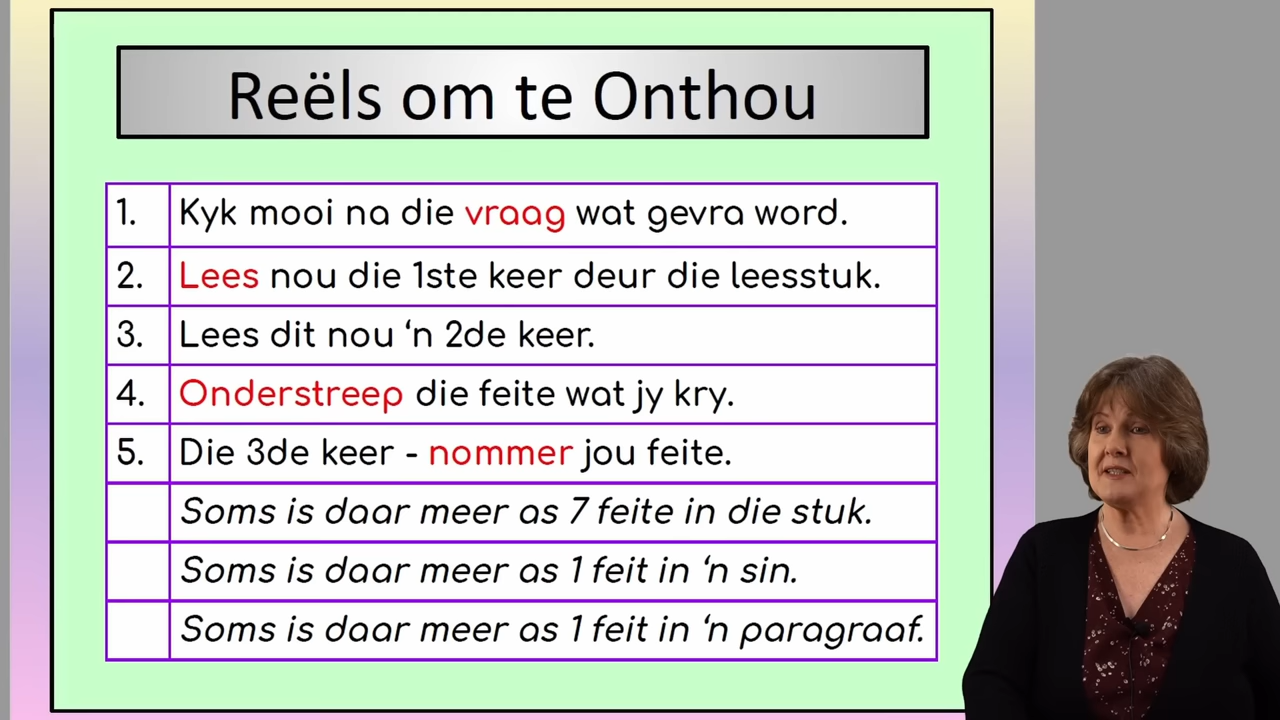 Reëls om te Onthou
1. Kyk mooi na die vraag wat gevra word.
2. Lees nou die 1ste keer deur die leesstuk.
3. Lees dit nou ‘n 2de keer.
4. Onderstreep die feite wat jy kry.
5. Die 3de keer - nommer jou feite.
Soms is daar meer as 7 feite in die stuk.
Soms is daar meer as 1 feit in ‘n sin.
Soms is daar meer as 1 feit in ‘n paragraaf.